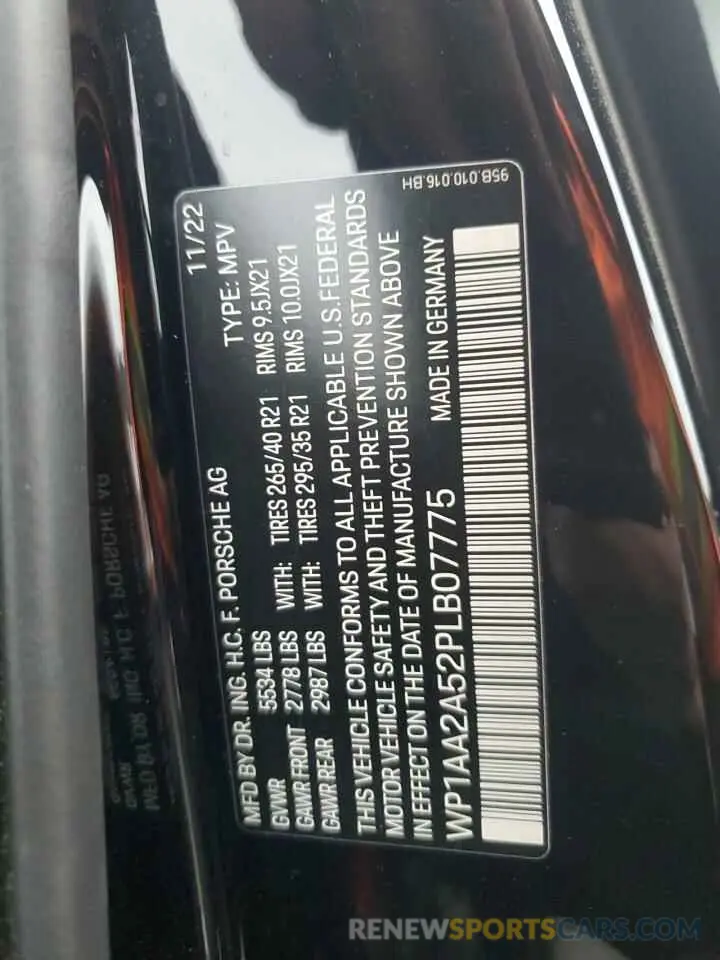 11/22
MFD BY DR. ING. H.C. F. PORSCHE AG TYPE: MPV
GVWR 5534 LBS
GAWR FRONT 2778 LBS WITH: TIRES 265/40 R21 RIMS 9.5JX21
GAWR REAR 2987 LBS WITH: TIRES 295/35 R21 RIMS 10.0JX21
THIS VEHICLE CONFORMS TO ALL APPLICABLE U.S. FEDERAL
MOTOR VEHICLE SAFETY AND THEFT PREVENTION STANDARDS
IN EFFECT ON THE DATE OF MANUFACTURE SHOWN ABOVE
WP1AA2A52PLB07775 MADE IN GERMANY
95B.010.016.BH
RENEWSPORTSCARS.COM